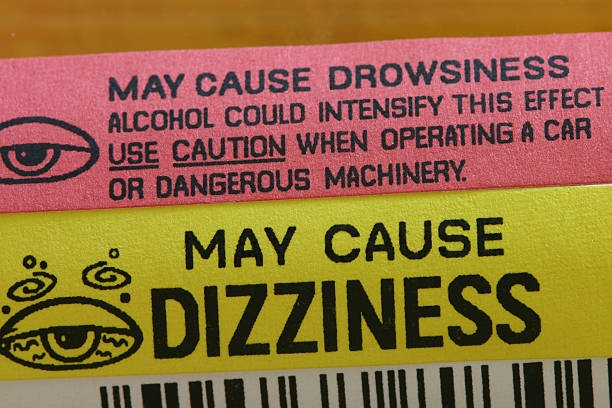 MAY CAUSE DROWSINESS
ALCOHOL COULD INTENSIFY THIS EFFECT
USE CAUTION WHEN OPERATING A CAR
OR DANGEROUS MACHINERY.
MAY CAUSE
DIZZINESS